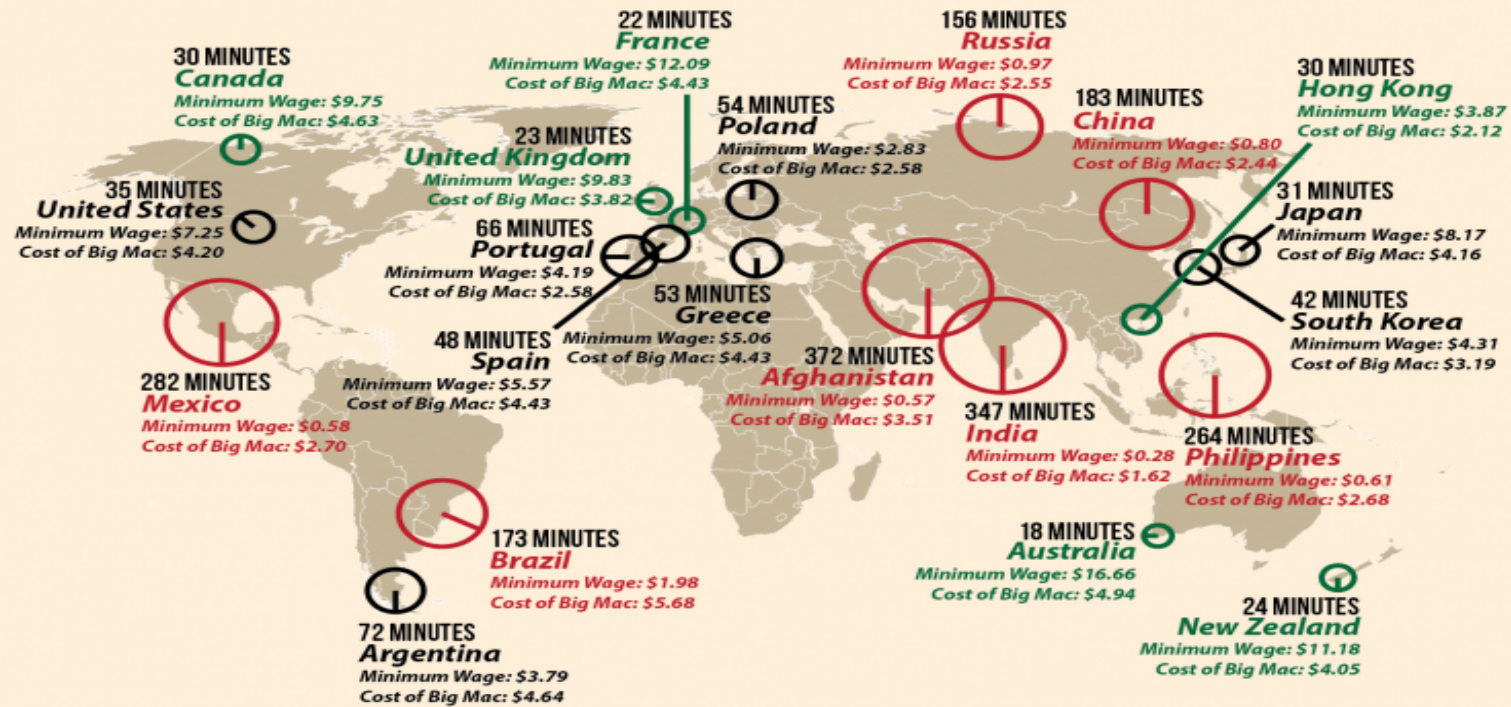 30 MINUTES
Canada
Minimum Wage: $9.75
Cost of Big Mac: $4.63
22 MINUTES
France
Minimum Wage: $12.09
Cost of Big Mac: $4.43
156 MINUTES
Russia
Minimum Wage: $0.97
Cost of Big Mac: $2.55
30 MINUTES
Hong Kong
Minimum Wage: $3.87
Cost of Big Mac: $2.12
54 MINUTES
Poland
Minimum Wage: $2.83
Cost of Big Mac: $2.58
183 MINUTES
China
Minimum Wage: $0.80
Cost of Big Mac: $2.44
23 MINUTES
United Kingdom
Minimum Wage: $9.83
Cost of Big Mac: $3.82
35 MINUTES
United States
Minimum Wage: $7.25
Cost of Big Mac: $4.20
31 MINUTES
Japan
Minimum Wage: $8.17
Cost of Big Mac: $4.16
66 MINUTES
Portugal
Minimum Wage: $4.19
Cost of Big Mac: $2.58
53 MINUTES
Greece
Minimum Wage: $5.06
Cost of Big Mac: $4.43
42 MINUTES
South Korea
Minimum Wage: $4.31
Cost of Big Mac: $3.19
48 MINUTES
Spain
Minimum Wage: $5.57
Cost of Big Mac: $4.43
372 MINUTES
Afghanistan
Minimum Wage: $0.57
Cost of Big Mac: $3.51
282 MINUTES
Mexico
Minimum Wage: $0.58
Cost of Big Mac: $2.70
347 MINUTES
India
Minimum Wage: $0.28
Cost of Big Mac: $1.62
264 MINUTES
Philippines
Minimum Wage: $0.61
Cost of Big Mac: $2.68
173 MINUTES
Brazil
Minimum Wage: $1.98
Cost of Big Mac: $5.68
18 MINUTES
Australia
Minimum Wage: $16.66
Cost of Big Mac: $4.94
72 MINUTES
Argentina
Minimum Wage: $3.79
Cost of Big Mac: $4.64
24 MINUTES
New Zealand
Minimum Wage: $11.18
Cost of Big Mac: $4.05